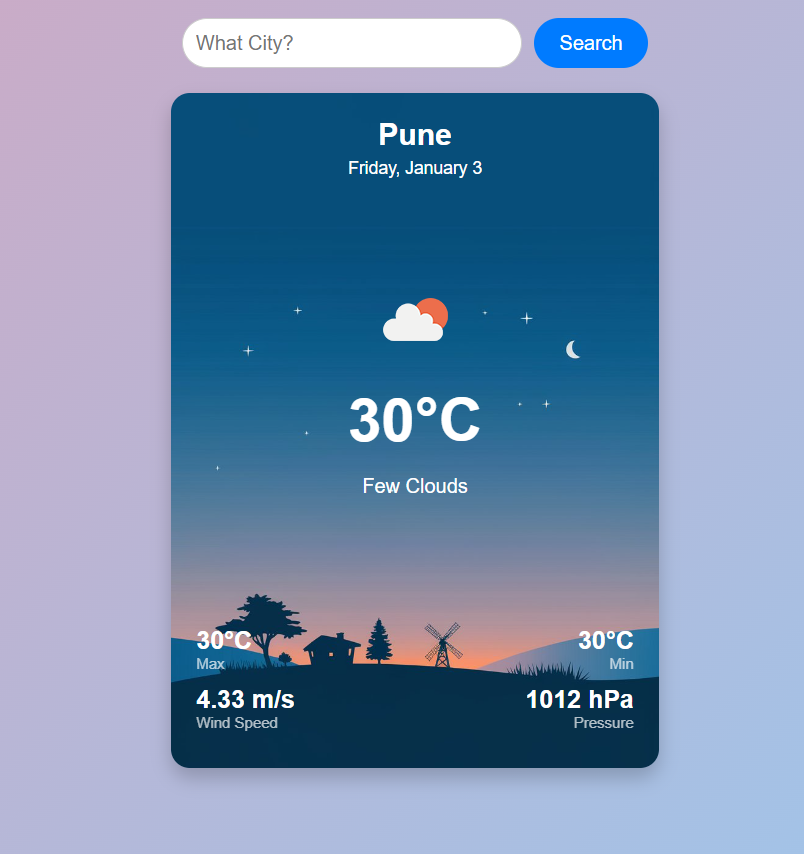 What City?
Search
Pune
Friday, January 3
30°C
Few Clouds
30°C
Max
30°C
Min
4.33 m/s
Wind Speed
1012 hPa
Pressure